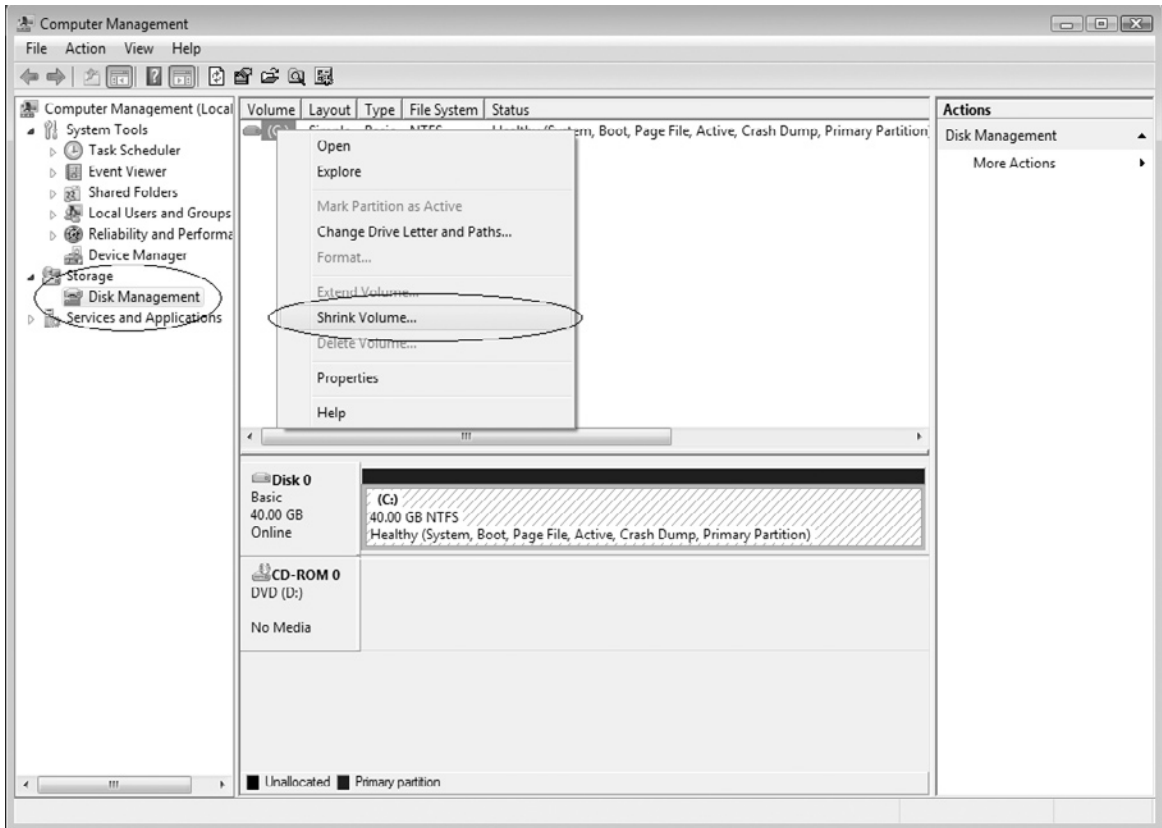 Computer Management
File Action View Help
Computer Management (Local
System Tools
Task Scheduler
Event Viewer
Shared Folders
Local Users and Groups
Reliability and Performa
Device Manager
Storage
Disk Management
Services and Applications
Volume Layout Type File System Status
(C:) Simple Basic NTFS Healthy (System, Boot, Page File, Active, Crash Dump, Primary Partition
Open
Explore
Mark Partition as Active
Change Drive Letter and Paths...
Format...
Extend Volume...
Shrink Volume...
Delete Volume...
Properties
Help
Disk 0
Basic
40.00 GB
Online
(C:)
40.00 GB NTFS
Healthy (System, Boot, Page File, Active, Crash Dump, Primary Partition)
CD-ROM 0
DVD (D:)
No Media
Unallocated Primary partition
Actions
Disk Management
More Actions